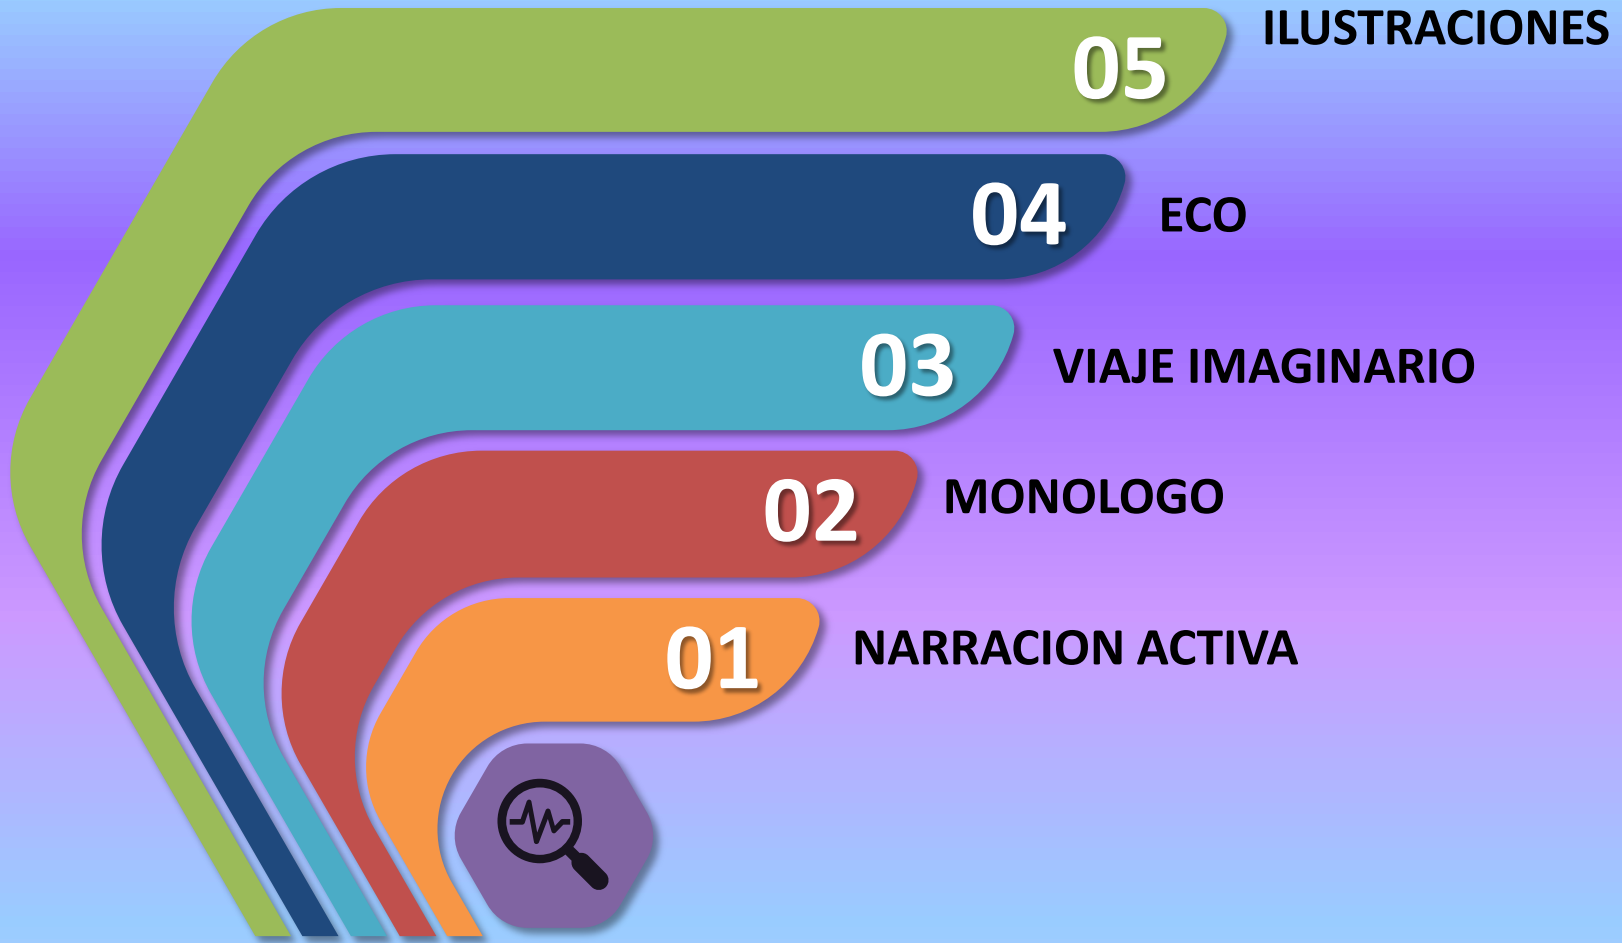 05 ILUSTRACIONES
04 ECO
03 VIAJE IMAGINARIO
02 MONOLOGO
01 NARRACION ACTIVA